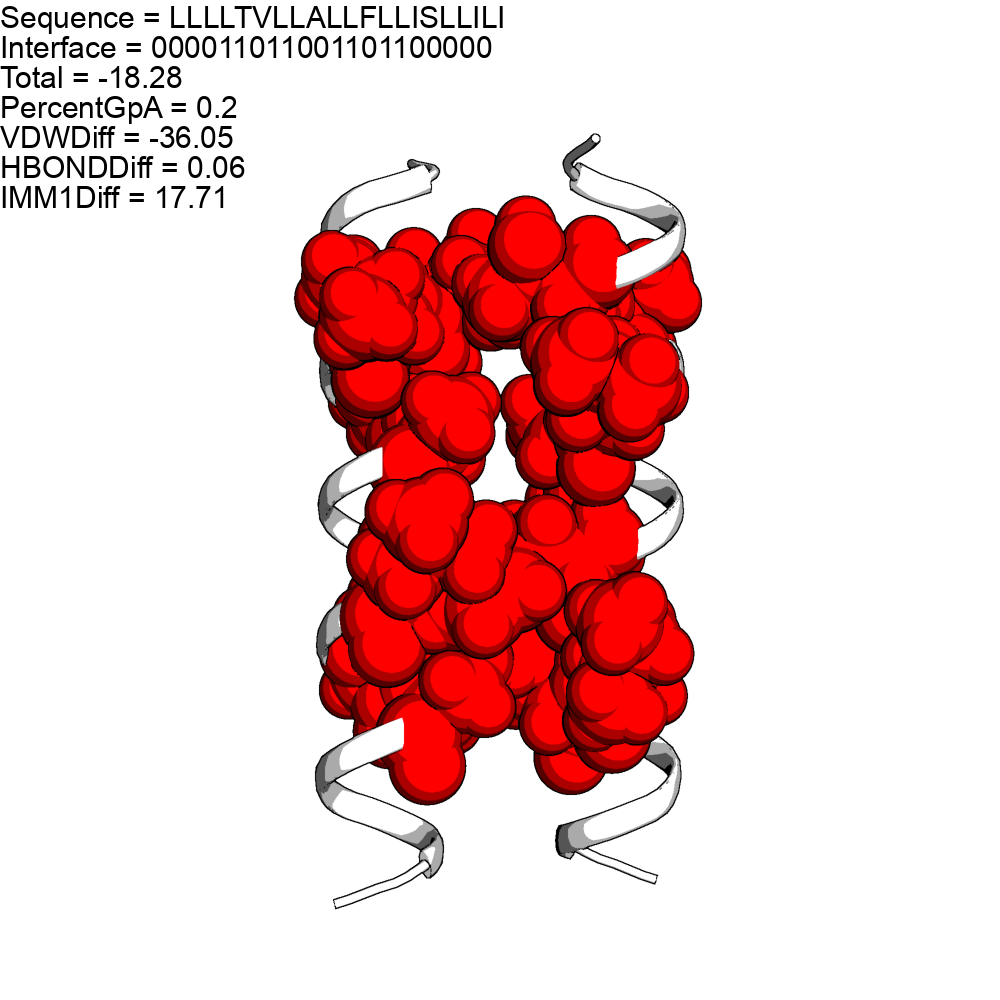 Sequence = LLLLTVLLALLFLLISLLILI
Interface = 000011011001101100000
Total = -18.28
PercentGpA = 0.2
VDWDiff = -36.05
HBONDDiff = 0.06
IMM1Diff = 17.71